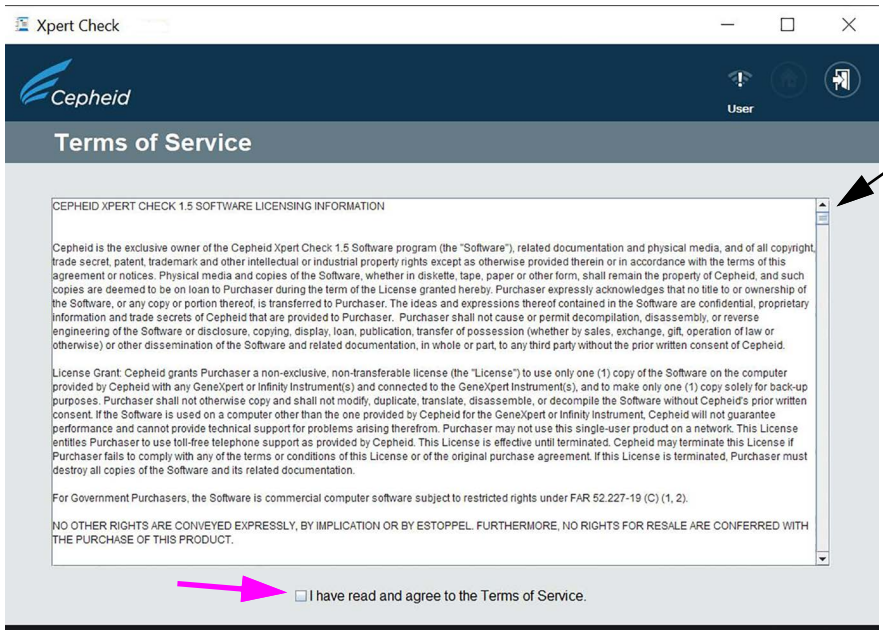 Xpert Check
Cepheid
User
Terms of Service
CEPHEID XPERT CHECK 1.5 SOFTWARE LICENSING INFORMATION
Cepheid is the exclusive owner of the Cepheid Xpert Check 1.5 Software program (the "Software"), related documentation and physical media, and of all copyright,
trade secret, patent, trademark and other intellectual or industrial property rights except as otherwise provided therein or in accordance with the terms of this
agreement or notices. Physical media and copies of the Software, whether in diskette, tape, paper or other form, shall remain the property of Cepheid, and such
copies are deemed to be on loan to Purchaser during the term of the License granted hereby. Purchaser expressly acknowledges that no title to or ownership of
the Software, or any copy or portion thereof, is transferred to Purchaser. The ideas and expressions thereof contained in the Software are confidential, proprietary
information and trade secrets of Cepheid that are provided to Purchaser. Purchaser shall not cause or permit decompilation, disassembly, or reverse
engineering of the Software or disclosure, copying, display, loan, publication, transfer of possession (whether by sales, exchange, gift, operation of law or
otherwise) or other dissemination of the Software and related documentation, in whole or part, to any third party without the prior written consent of Cepheid.
License Grant: Cepheid grants Purchaser a non-exclusive, non-transferable license (the "License") to use only one (1) copy of the Software on the computer
provided by Cepheid with any GeneXpert or Infinity Instrument(s) and connected to the GeneXpert Instrument(s), and to make only one (1) copy solely for back-up
purposes. Purchaser shall not otherwise copy and shall not modify, duplicate, translate, disassemble, or decompile the Software without Cepheid's prior written
consent. If the Software is used on a computer other than the one provided by Cepheid for the GeneXpert or Infinity Instrument, Cepheid will not guarantee
performance and cannot provide technical support for problems arising therefrom. Purchaser may not use this single-user product on a network. This License
entitles Purchaser to use toll-free telephone support as provided by Cepheid. This License is effective until terminated. Cepheid may terminate this License if
Purchaser fails to comply with any of the terms or conditions of this License or of the original purchase agreement. If this License is terminated, Purchaser must
destroy all copies of the Software and its related documentation.
For Government Purchasers, the Software is commercial computer software subject to restricted rights under FAR 52.227-19 (C) (1, 2).
NO OTHER RIGHTS ARE CONVEYED EXPRESSLY, BY IMPLICATION OR BY ESTOPPEL. FURTHERMORE, NO RIGHTS FOR RESALE ARE CONFERRED WITH
THE PURCHASE OF THIS PRODUCT.
I have read and agree to the Terms of Service.